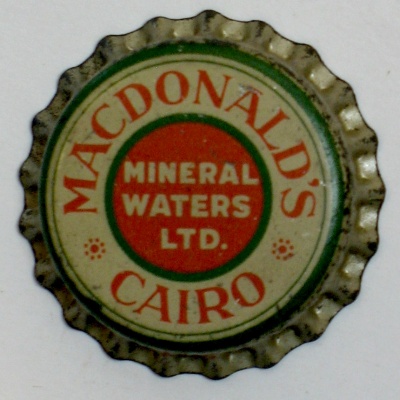 MACDONALD'S
MINERAL
WATERS
LTD.
CAIRO